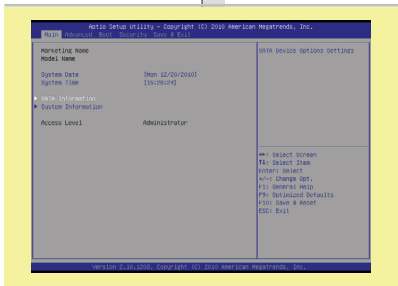 Aptio Setup Utility - Copyright (C) 2010 American Megatrends, Inc.
Main Advanced Boot Security Save & Exit
Marketing Name
Model Name
System Date [Mon 12/20/2010]
System Time [15:28:24]
SATA Information
System Information
Access Level Administrator
SATA Device Options Settings
↔: Select Screen
↑↓: Select Item
Enter: Select
+/-: Change Opt.
F1: General Help
F9: Optimized Defaults
F10: Save & Reset
ESC: Exit
Version 2.10.1208. Copyright (C) 2010 American Megatrends, Inc.